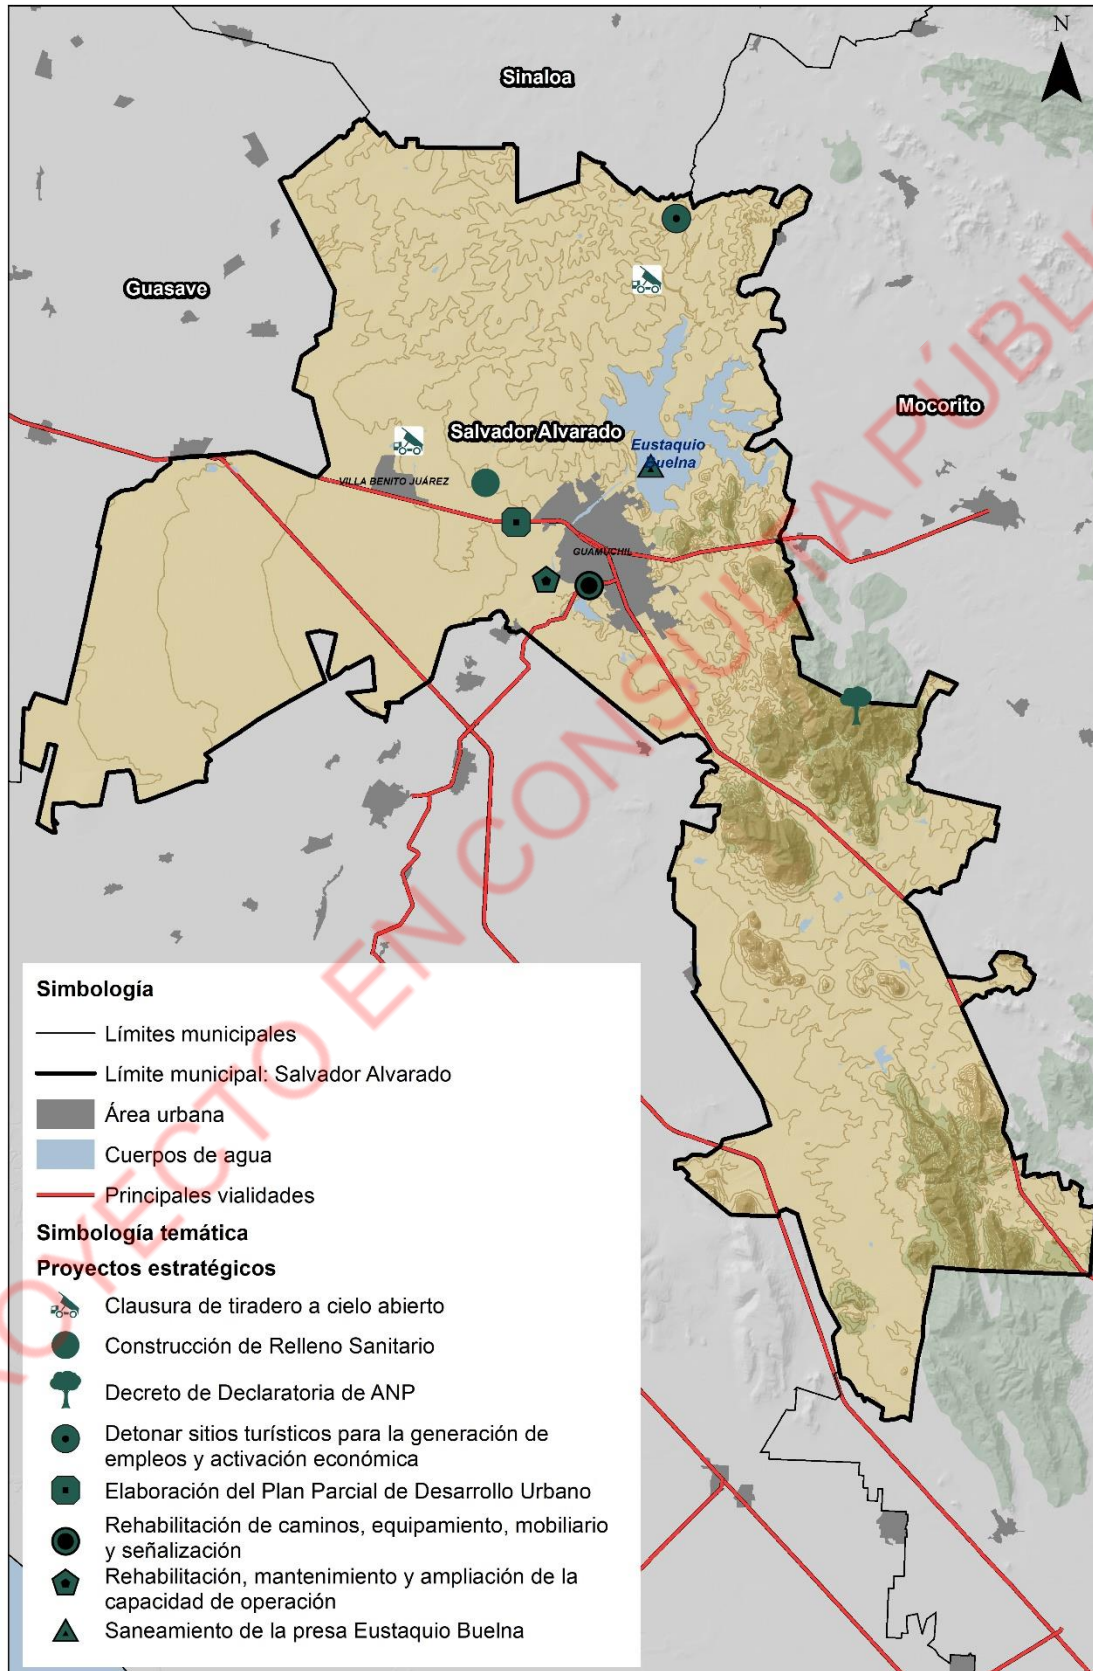 N
Sinaloa
Guasave
Mocorito
Salvador Alvarado
Eustaquio
Buelna
VILLA BENITO JUÁREZ
GUAMUCHIL
PROYECTO EN CONSULTA PÚBLI
Simbología
Límites municipales
Límite municipal: Salvador Alvarado
Área urbana
Cuerpos de agua
Principales vialidades
Simbología temática
Proyectos estratégicos
Clausura de tiradero a cielo abierto
Construcción de Relleno Sanitario
Decreto de Declaratoria de ANP
Detonar sitios turísticos para la generación de
empleos y activación económica
Elaboración del Plan Parcial de Desarrollo Urbano
Rehabilitación de caminos, equipamiento, mobiliario
y señalización
Rehabilitación, mantenimiento y ampliación de la
capacidad de operación
Saneamiento de la presa Eustaquio Buelna